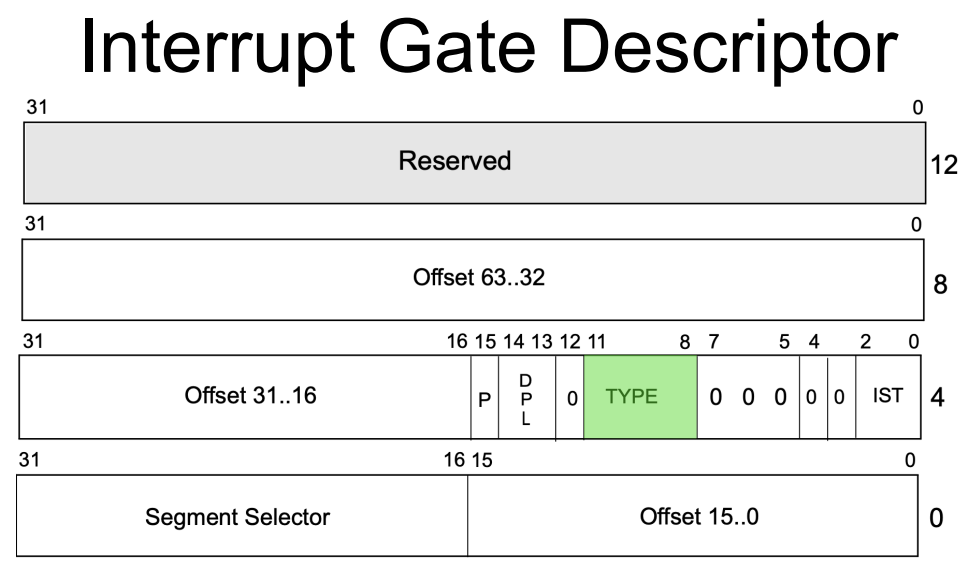 Interrupt Gate Descriptor
31 0
Reserved 12
31 0
Offset 63..32 8
31 16 15 14 13 12 11 8 7 5 4 2 0
Offset 31..16 P DPL 0 TYPE 0 0 0 0 0 IST 4
31 16 15 0
Segment Selector Offset 15..0 0